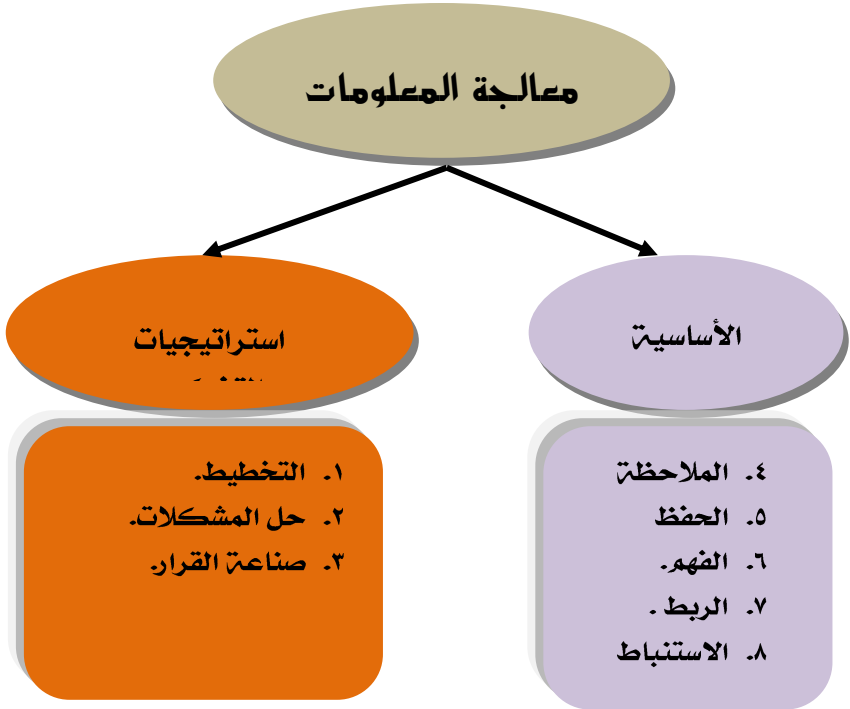 معالجة المعلومات
الأساسية
استراتيجيات
٤. الملاحظة
٥. الحفظ
٦. الفهم.
٧. الربط .
٨. الاستنباط
١. التخطيط.
٢. حل المشكلات.
٣. صناعة القرار.